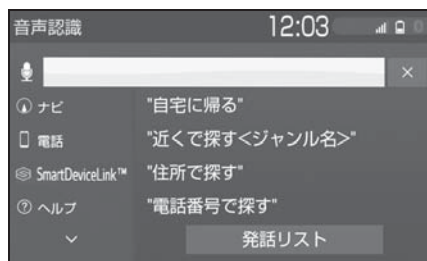 音声認識 12:03
ナビ "自宅に帰る"
電話 "近くで探す<ジャンル名>"
SmartDeviceLink™ "住所で探す"
ヘルプ "電話番号で探す"
発話リスト